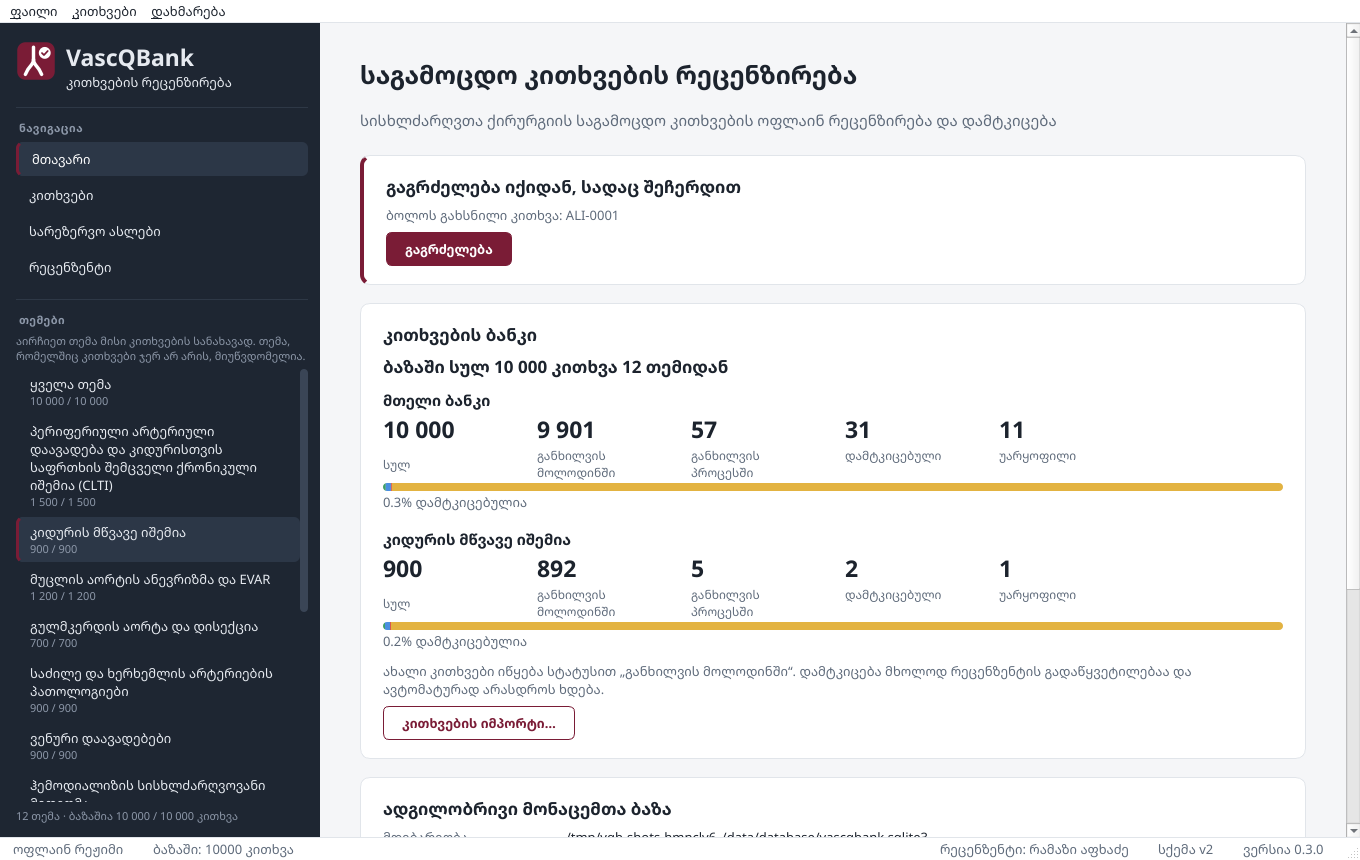 ფაილი კითხვები დახმარება
VascQBank
კითხვების რეცენზირება
ნავიგაცია
მთავარი
კითხვები
სარეზერვო ასლები
რეცენზენტი
თემები
აირჩიეთ თემა მისი კითხვების სანახავად. თემა,
რომელშიც კითხვები ჯერ არ არის, მიუწვდომელია.
ყველა თემა
10 000 / 10 000
პერიფერიული არტერიული
დაავადება და კიდურისთვის
საფრთხის შემცველი ქრონიკული
იშემია (CLTI)
1 500 / 1 500
კიდურის მწვავე იშემია
900 / 900
მუცლის აორტის ანევრიზმა და EVAR
1 200 / 1 200
გულმკერდის აორტა და დისექცია
700 / 700
საძილე და ხერხემლის არტერიების
პათოლოგიები
900 / 900
ვენური დაავადებები
900 / 900
ჰემოდიალიზის სისხლძარღვოვანი
12 თემა · ბაზაშია 10 000 / 10 000 კითხვა
საგამოცდო კითხვების რეცენზირება
სისხლძარღვთა ქირურგიის საგამოცდო კითხვების ოფლაინ რეცენზირება და დამტკიცება
გაგრძელება იქიდან, სადაც შეჩერდით
ბოლოს გახსნილი კითხვა: ALI-0001
გაგრძელება
კითხვების ბანკი
ბაზაში სულ 10 000 კითხვა 12 თემიდან
მთელი ბანკი
10 000 9 901 57 31 11
სულ განხილვის მოლოდინში განხილვის პროცესში დამტკიცებული უარყოფილი
0.3% დამტკიცებულია
კიდურის მწვავე იშემია
900 892 5 2 1
სულ განხილვის მოლოდინში განხილვის პროცესში დამტკიცებული უარყოფილი
0.2% დამტკიცებულია
ახალი კითხვები იწყება სტატუსით „განხილვის მოლოდინში“. დამტკიცება მხოლოდ რეცენზენტის გადაწყვეტილებაა და
ავტომატურად არასდროს ხდება.
კითხვების იმპორტი...
ადგილობრივი მონაცემთა ბაზა
ოფლაინ რეჟიმი ბაზაში: 10000 კითხვა რეცენზენტი: რამაზი აფხაძე სქემა v2 ვერსია 0.3.0